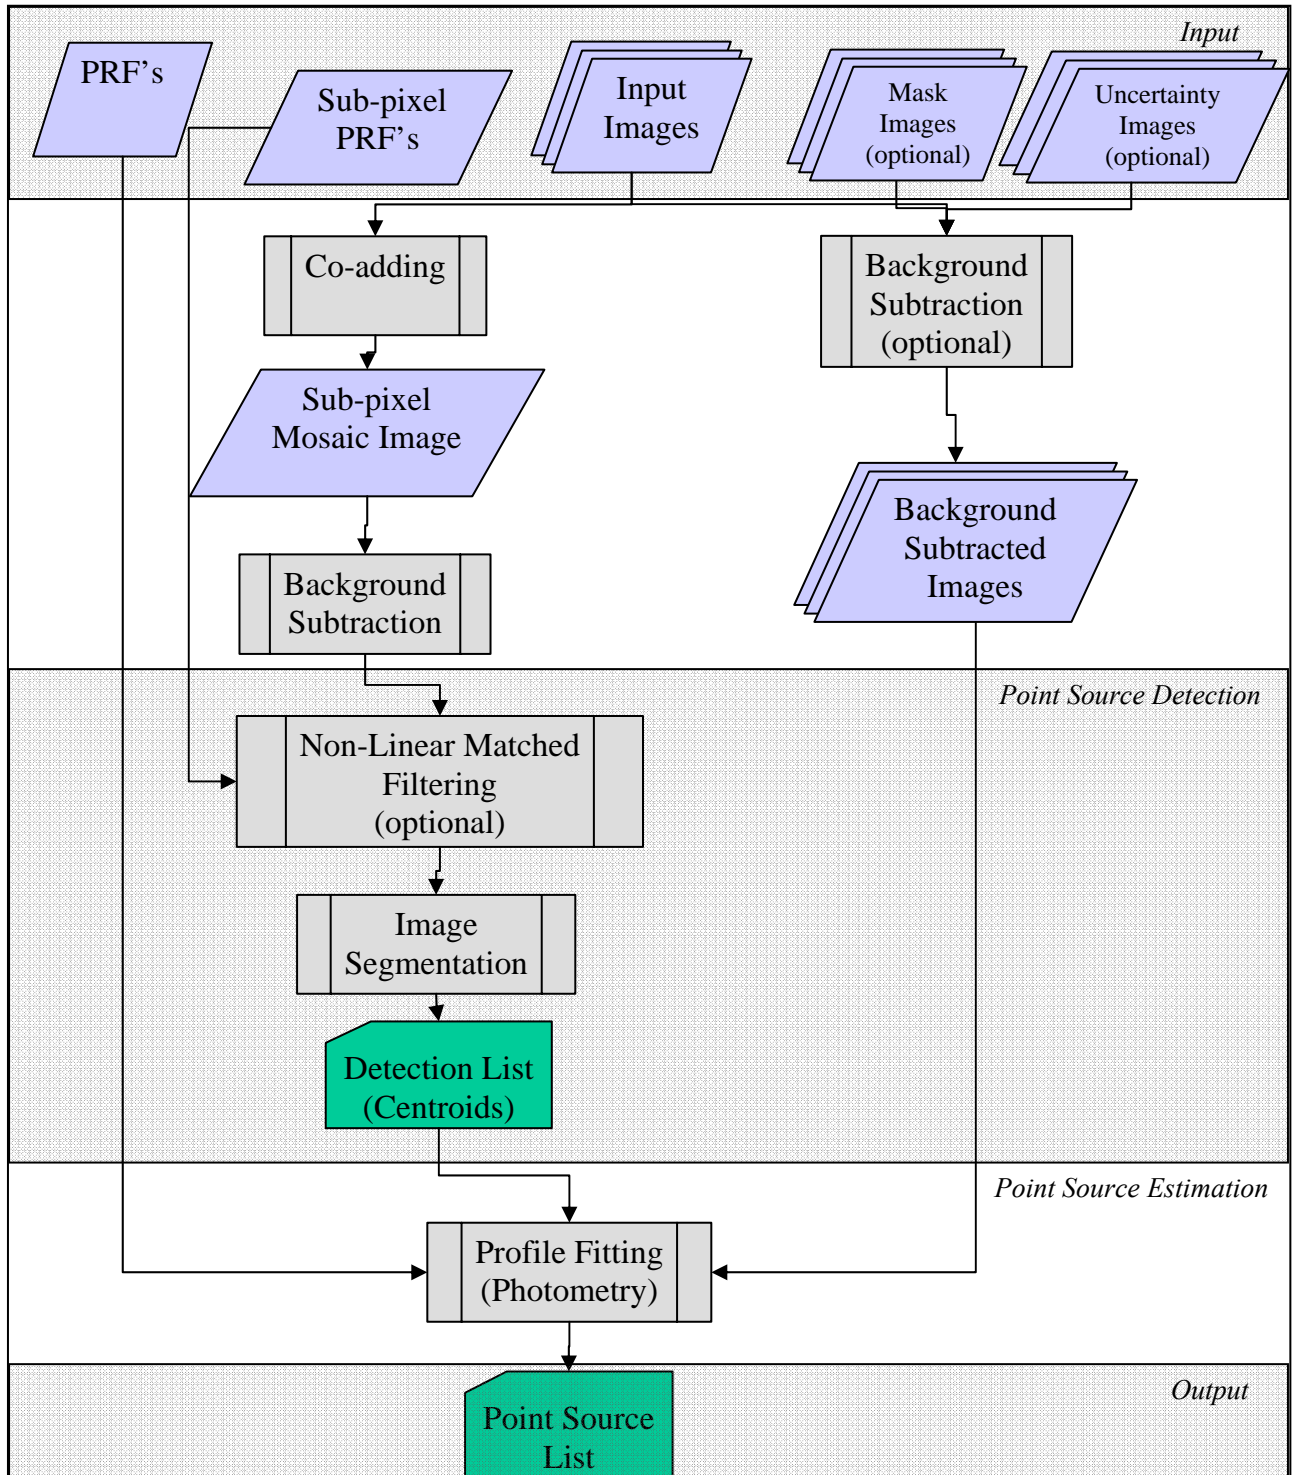 Input
PRF's
Sub-pixel
PRF's
Input
Images
Mask
Images
(optional)
Uncertainty
Images
(optional)
Co-adding
Background
Subtraction
(optional)
Sub-pixel
Mosaic Image
Background
Subtracted
Images
Background
Subtraction
Point Source Detection
Non-Linear Matched
Filtering
(optional)
Image
Segmentation
Detection List
(Centroids)
Point Source Estimation
Profile Fitting
(Photometry)
Output
Point Source
List